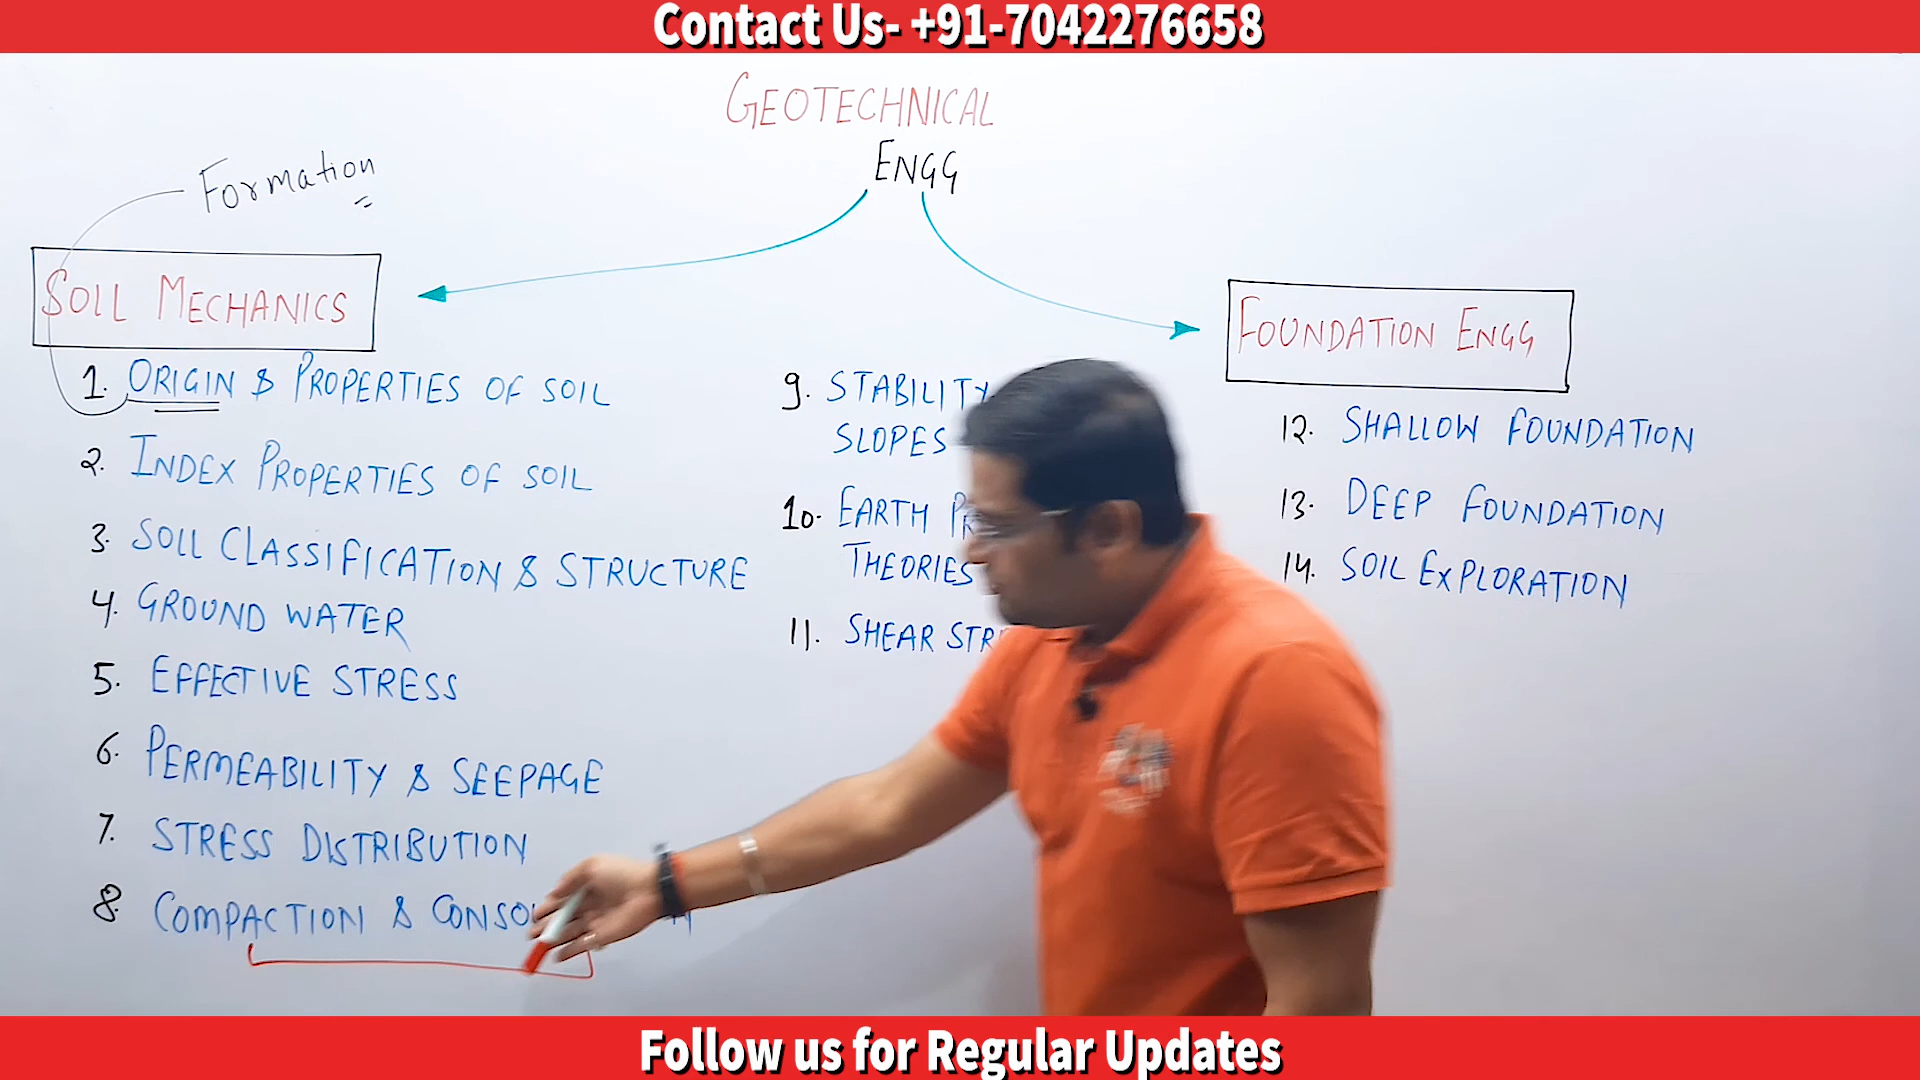 Contact Us- +91-7042276658
GEOTECHNICAL
ENGG
Formation
SOIL MECHANICS
1. ORIGIN & PROPERTIES OF SOIL
2. INDEX PROPERTIES OF SOIL
3. SOIL CLASSIFICATION & STRUCTURE
4. GROUND WATER
5. EFFECTIVE STRESS
6. PERMEABILITY & SEEPAGE
7. STRESS DISTRIBUTION
8. COMPACTION &
9. STABILITY
SLOPES
10. EARTH
THEORIES
11. SHEAR
FOUNDATION ENGG
12. SHALLOW FOUNDATION
13. DEEP FOUNDATION
14. SOIL EXPLORATION
Follow us for Regular Updates